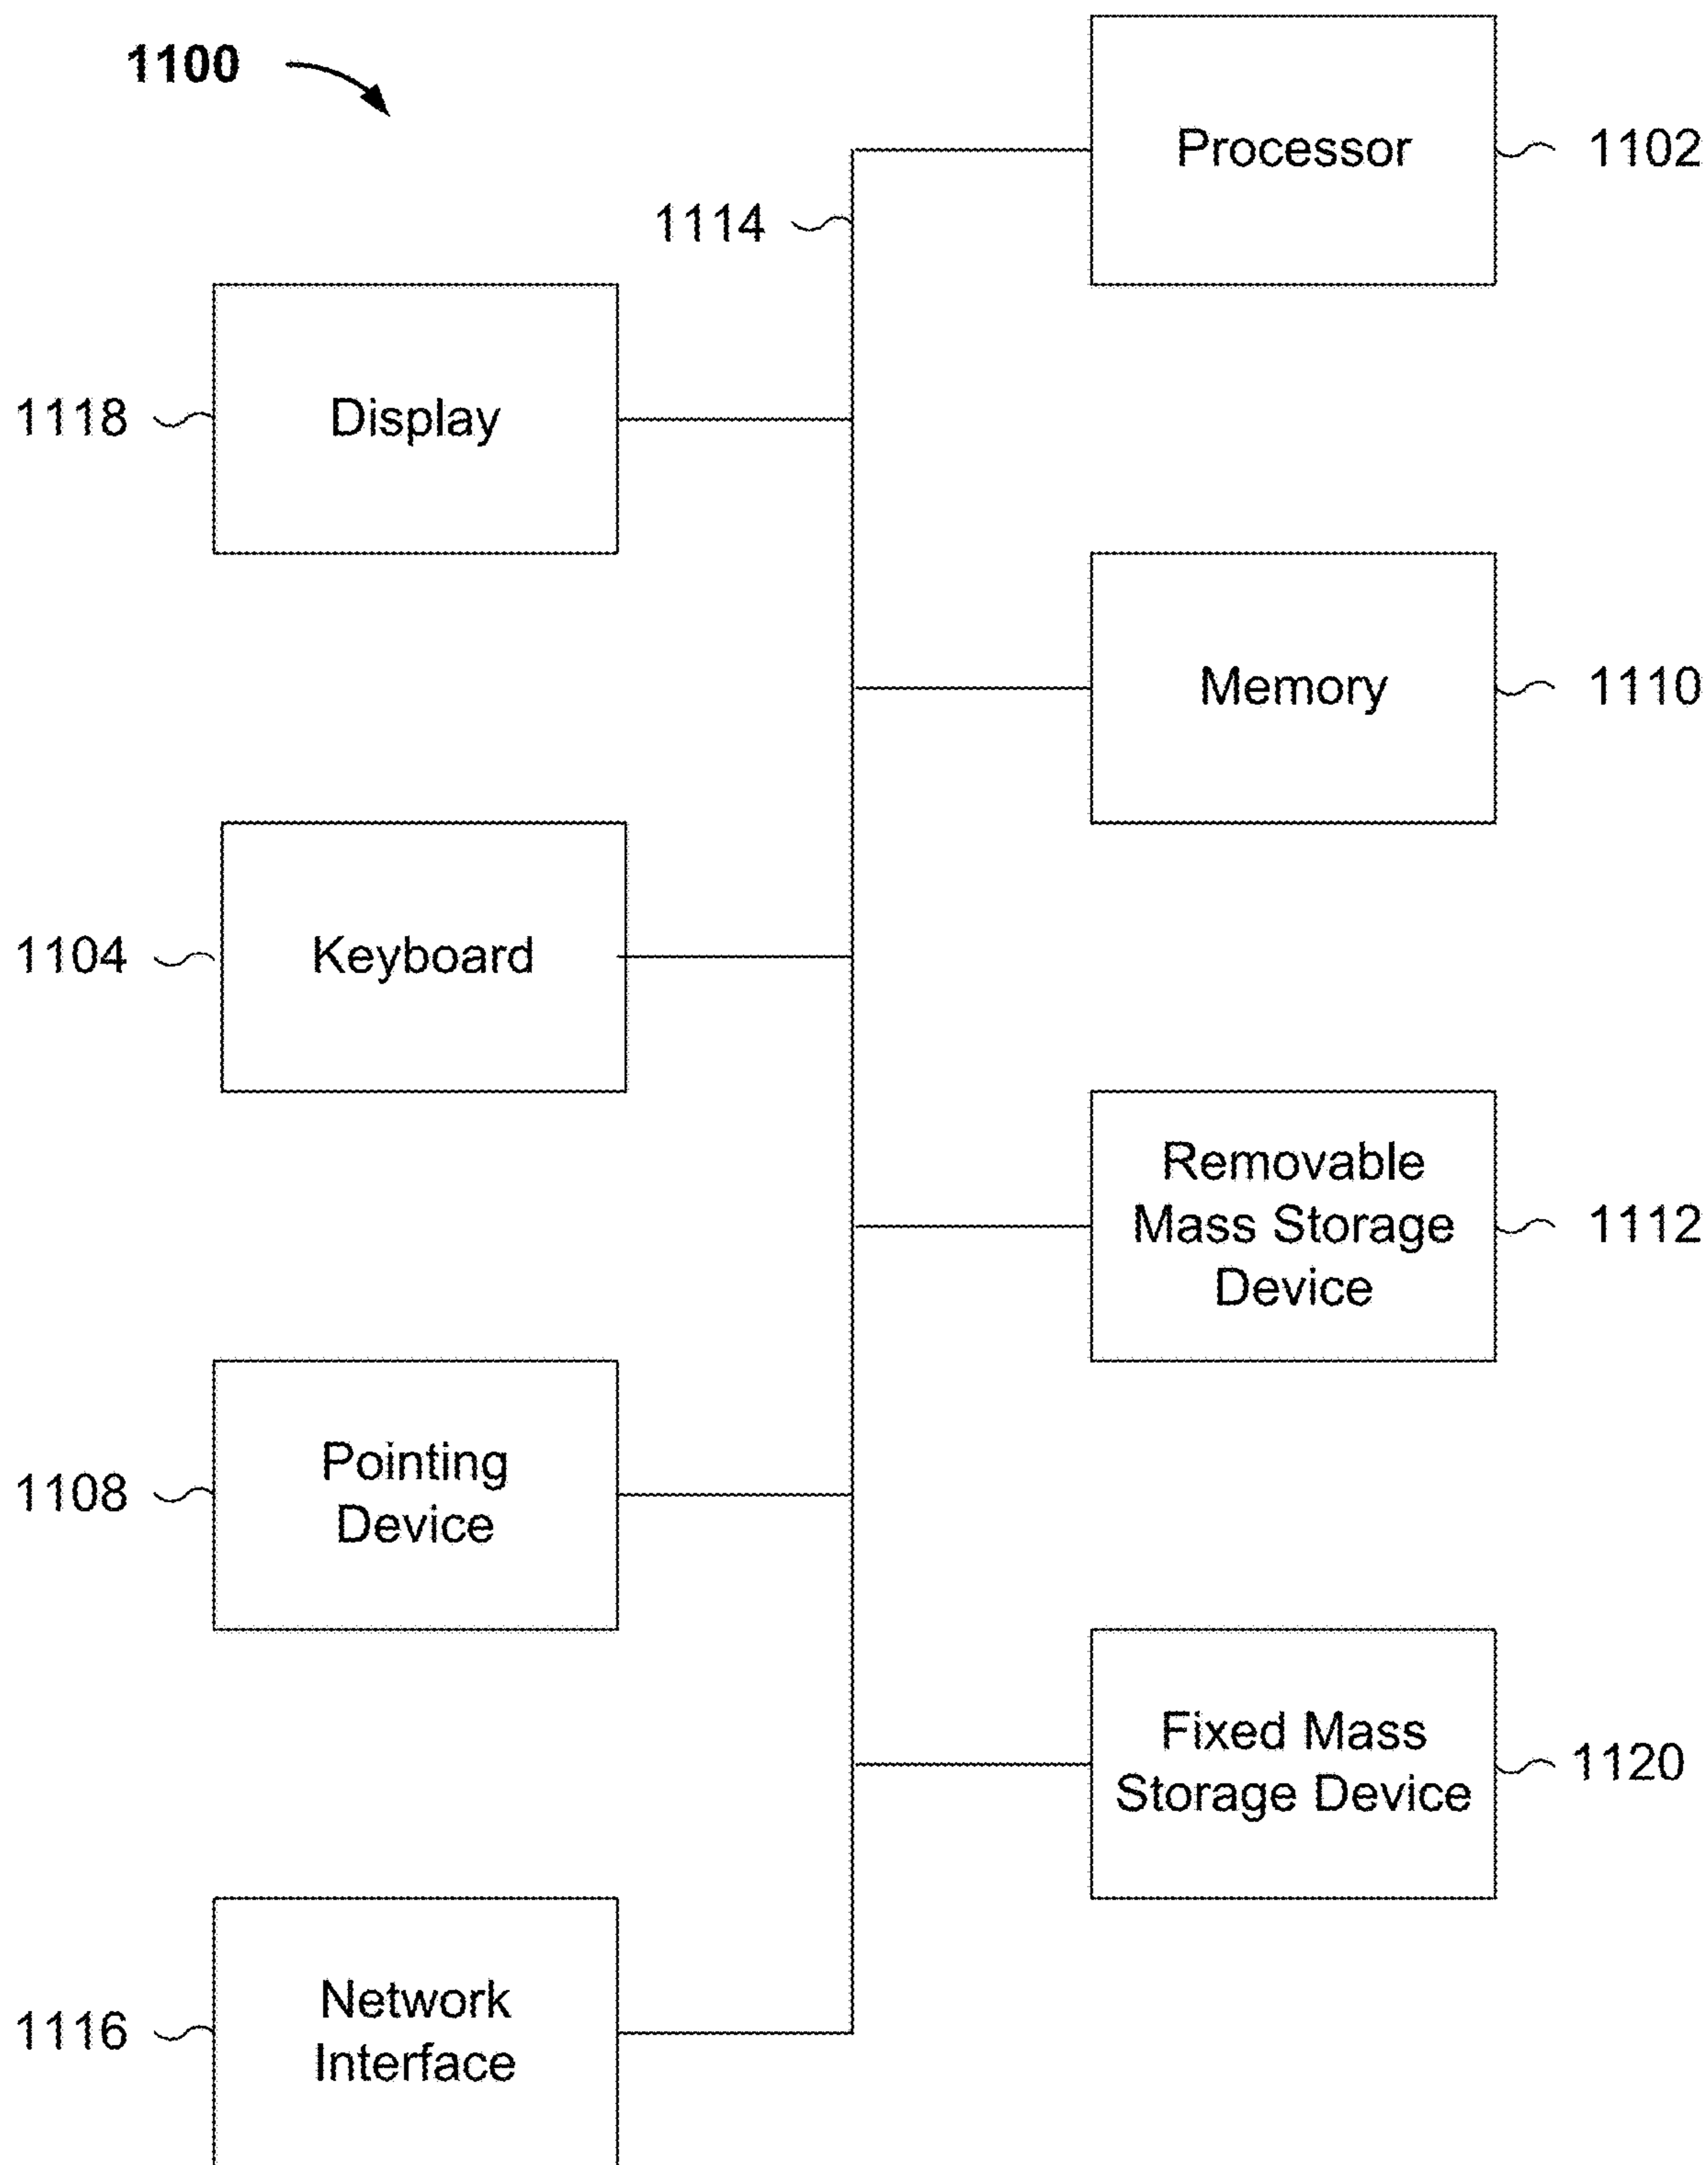 1100
Processor
1102
1114
Display
1118
Memory
1110
Keyboard
1104
Removable
Mass Storage
Device
1112
Pointing
Device
1108
Fixed Mass
Storage Device
1120
Network
Interface
1116